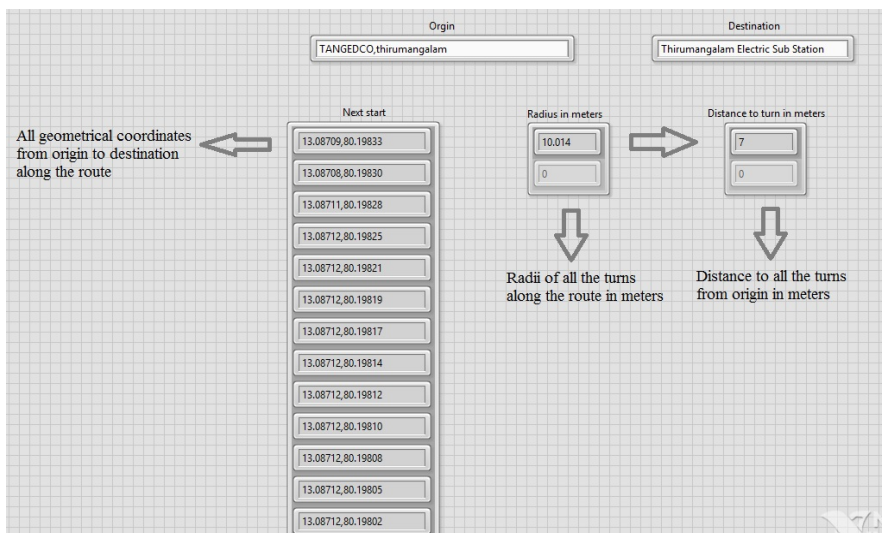 Orgin
Destination
TANGEDCO,thirumangalam
Thirumangalam Electric Sub Station
Next start
Radius in meters
Distance to turn in meters
All geometrical coordinates
from origin to destination
along the route
13.08709,80.19833
10.014
7
13.08708,80.19830
0
0
13.08711,80.19828
13.08712,80.19825
13.08712,80.19821
Radii of all the turns
along the route in meters
Distance to all the turns
from origin in meters
13.08712,80.19819
13.08712,80.19817
13.08712,80.19814
13.08712,80.19812
13.08712,80.19810
13.08712,80.19808
13.08712,80.19805
13.08712,80.19802